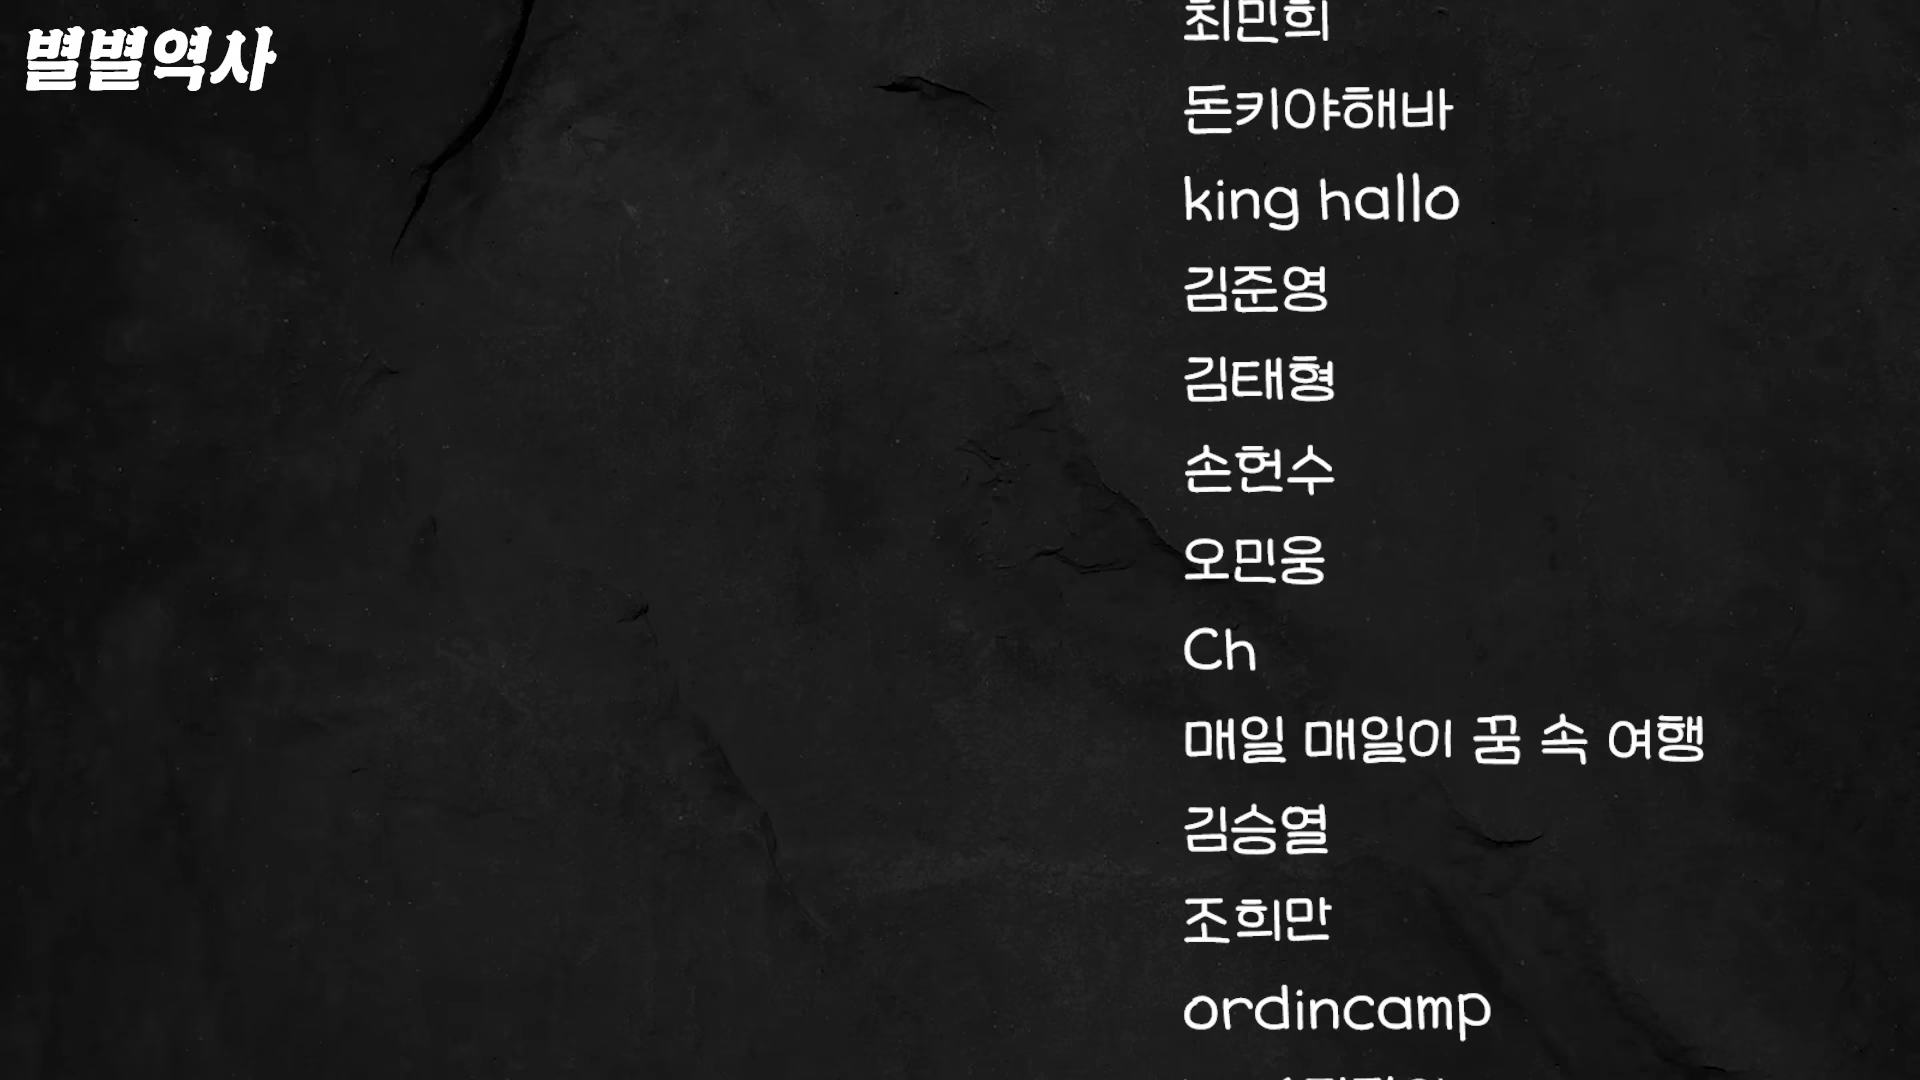 별별역사
최민희
돈키야해바
king hallo
김준영
김태형
손헌수
오민웅
Ch
매일 매일이 꿈 속 여행
김승열
조희만
ordincamp